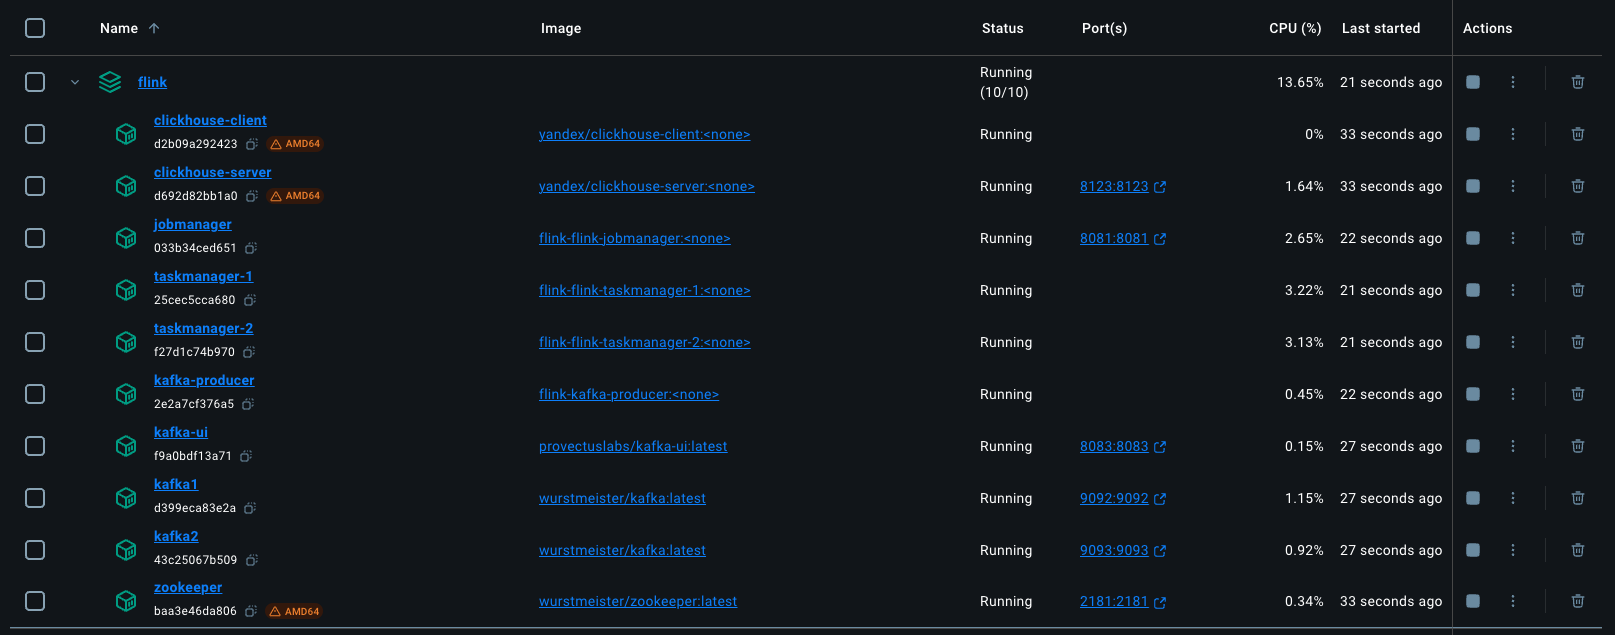 Name ↑ Image Status Port(s) CPU (%) Last started Actions
flink Running (10/10) 13.65% 21 seconds ago
clickhouse-client yandex/clickhouse-client:<none> Running 0% 33 seconds ago
d2b09a292423 AMD64
clickhouse-server yandex/clickhouse-server:<none> Running 8123:8123 1.64% 33 seconds ago
d692d82bb1a0 AMD64
jobmanager flink-flink-jobmanager:<none> Running 8081:8081 2.65% 22 seconds ago
033b34ced651
taskmanager-1 flink-flink-taskmanager-1:<none> Running 3.22% 21 seconds ago
25cec5cca680
taskmanager-2 flink-flink-taskmanager-2:<none> Running 3.13% 21 seconds ago
f27d1c74b970
kafka-producer flink-kafka-producer:<none> Running 0.45% 22 seconds ago
2e2a7cf376a5
kafka-ui provectuslabs/kafka-ui:latest Running 8083:8083 0.15% 27 seconds ago
f9a0bdf13a71
kafka1 wurstmeister/kafka:latest Running 9092:9092 1.15% 27 seconds ago
d399eca83e2a
kafka2 wurstmeister/kafka:latest Running 9093:9093 0.92% 27 seconds ago
43c25067b509
zookeeper wurstmeister/zookeeper:latest Running 2181:2181 0.34% 33 seconds ago
baa3e46da806 AMD64